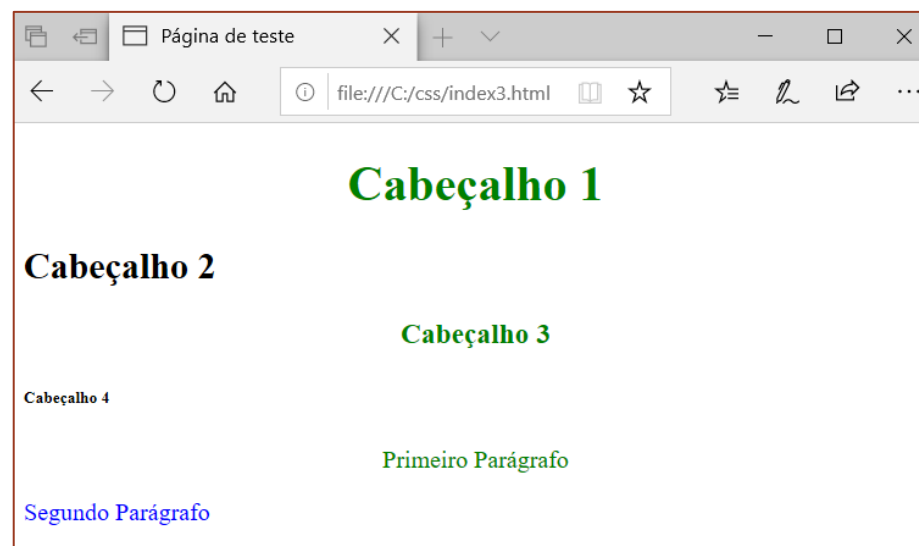 Página de teste
file:///C:/css/index3.html
Cabeçalho 1
Cabeçalho 2
Cabeçalho 3
Cabeçalho 4
Primeiro Parágrafo
Segundo Parágrafo